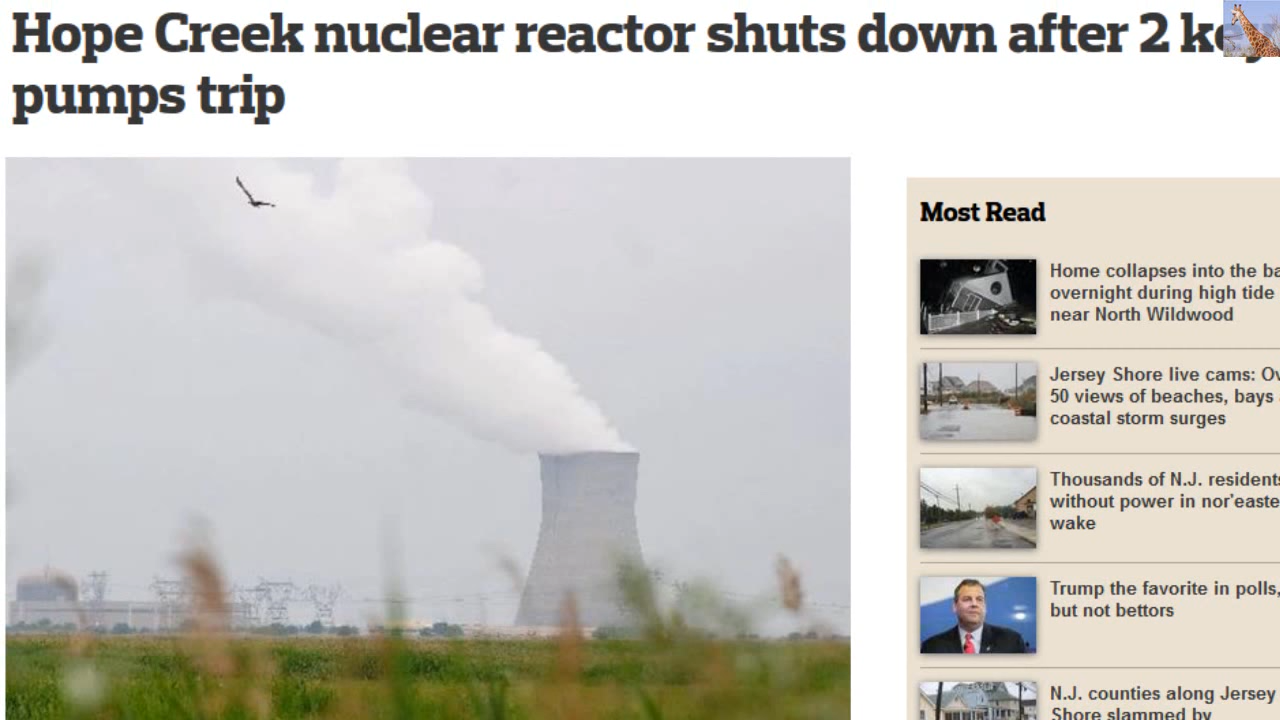 Hope Creek nuclear reactor shuts down after 2
pumps trip
Most Read
Home collapses into the
overnight during high tide
near North Wildwood
Jersey Shore live cams:
50 views of beaches, bays
coastal storm surges
Thousands of N.J. residents
without power in
wake
Trump the favorite in polls,
but not bettors
N.J. counties along Jersey
Shore slammed by